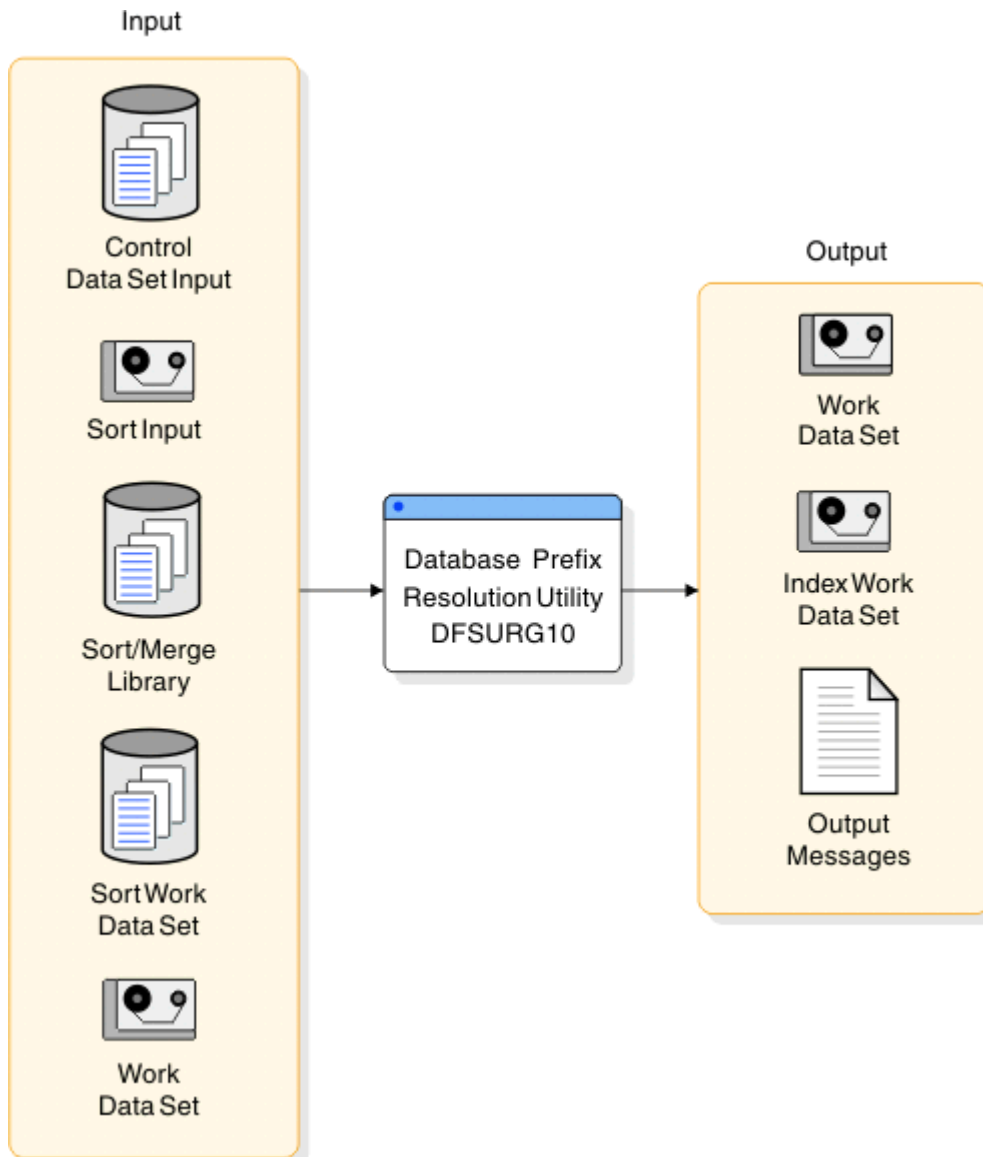 Input
Control
Data Set Input
Sort Input
Sort/Merge
Library
Sort Work
Data Set
Work
Data Set
Database Prefix
Resolution Utility
DFSURG10
Output
Work
Data Set
Index Work
Data Set
Output
Messages